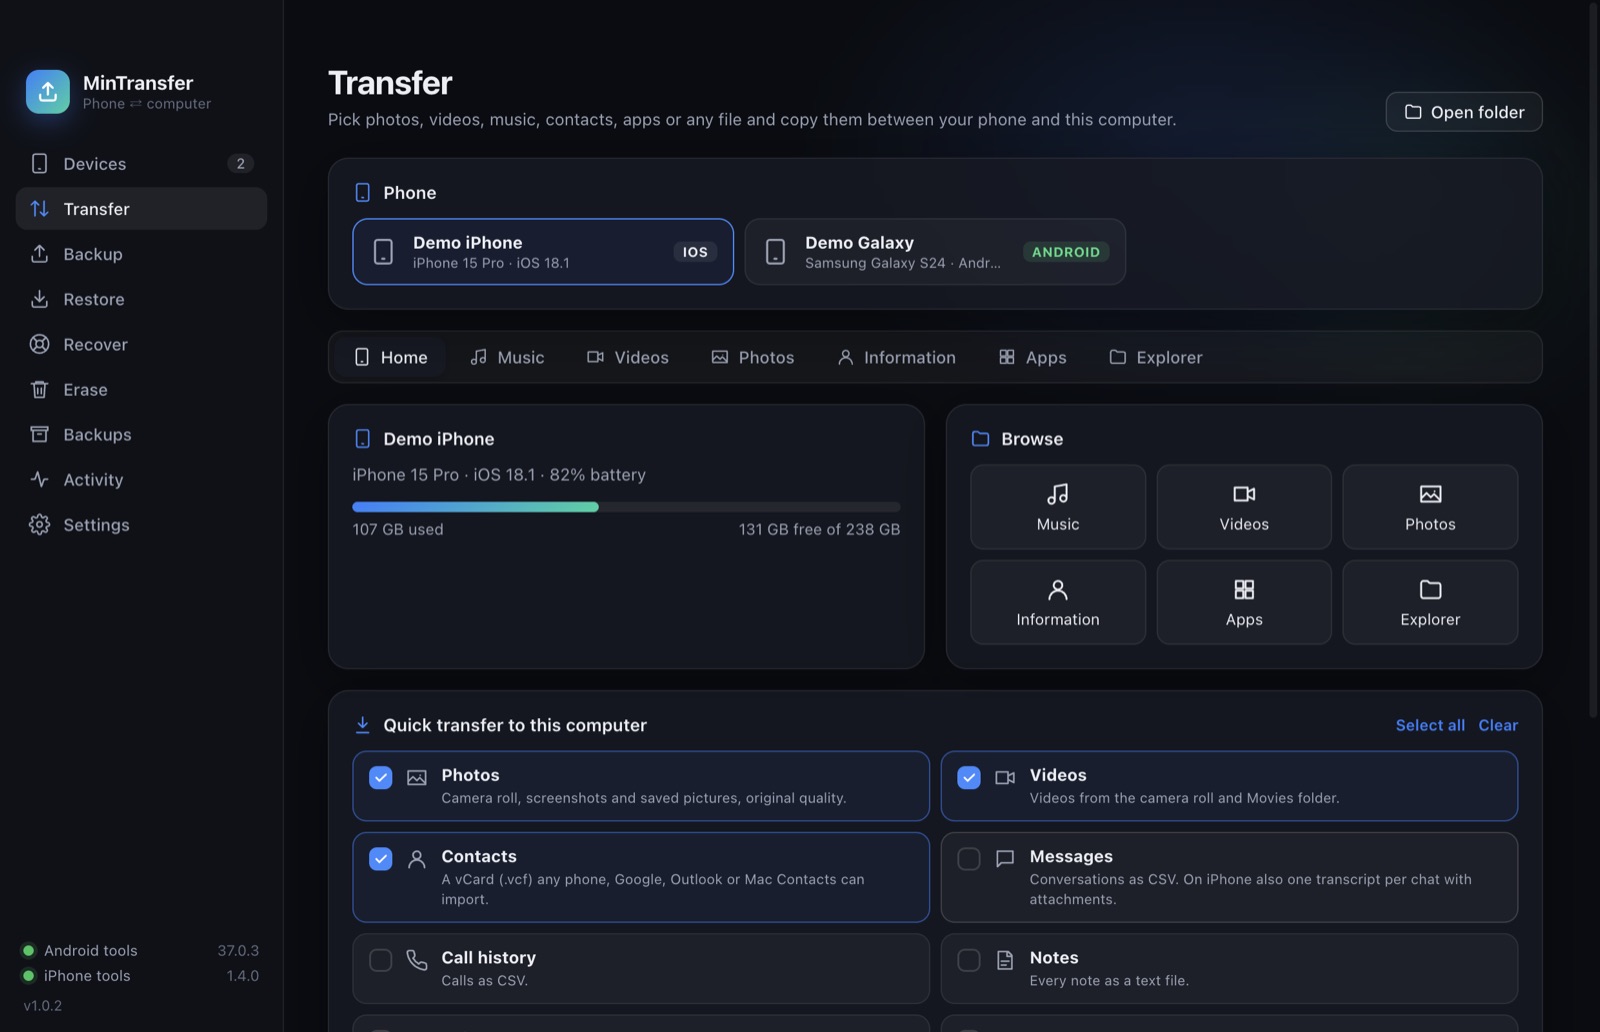 MinTransfer
Phone ⇄ computer
Devices 2
Transfer
Backup
Restore
Recover
Erase
Backups
Activity
Settings
Android tools 37.0.3
iPhone tools 1.4.0
v1.0.2
Transfer
Pick photos, videos, music, contacts, apps or any file and copy them between your phone and this computer.
Open folder
Phone
Demo iPhone
iPhone 15 Pro · iOS 18.1
IOS
Demo Galaxy
Samsung Galaxy S24 · Andr...
ANDROID
Home Music Videos Photos Information Apps Explorer
Demo iPhone
iPhone 15 Pro · iOS 18.1 · 82% battery
107 GB used 131 GB free of 238 GB
Browse
Music Videos Photos
Information Apps Explorer
Quick transfer to this computer
Select all Clear
Photos
Camera roll, screenshots and saved pictures, original quality.
Videos
Videos from the camera roll and Movies folder.
Contacts
A vCard (.vcf) any phone, Google, Outlook or Mac Contacts can
import.
Messages
Conversations as CSV. On iPhone also one transcript per chat with
attachments.
Call history
Calls as CSV.
Notes
Every note as a text file.